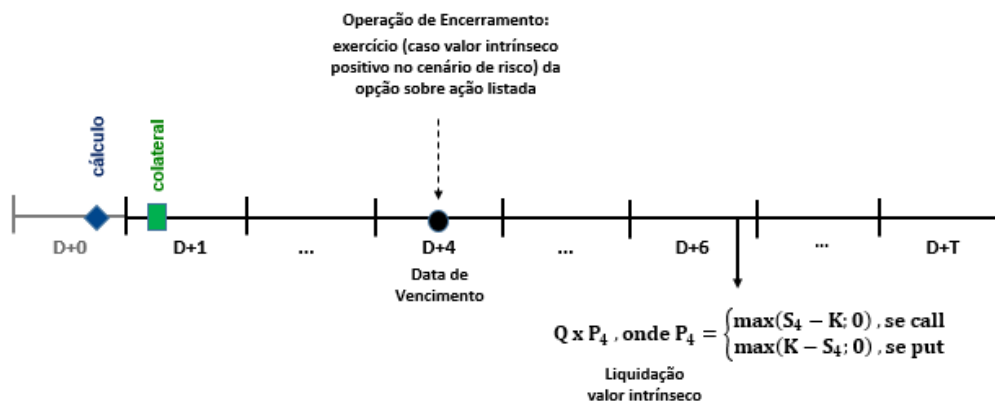 Operação de Encerramento:
exercício (caso valor intrínseco
positivo no cenário de risco) da
opção sobre ação listada
cálculo
colateral
D+0
D+1
...
D+4
...
D+6
...
D+T
Data de
Vencimento
Q x P₄ , onde P₄ = {max(S₄ − K; 0) , se call
max(K − S₄; 0) , se put
Liquidação
valor intrínseco